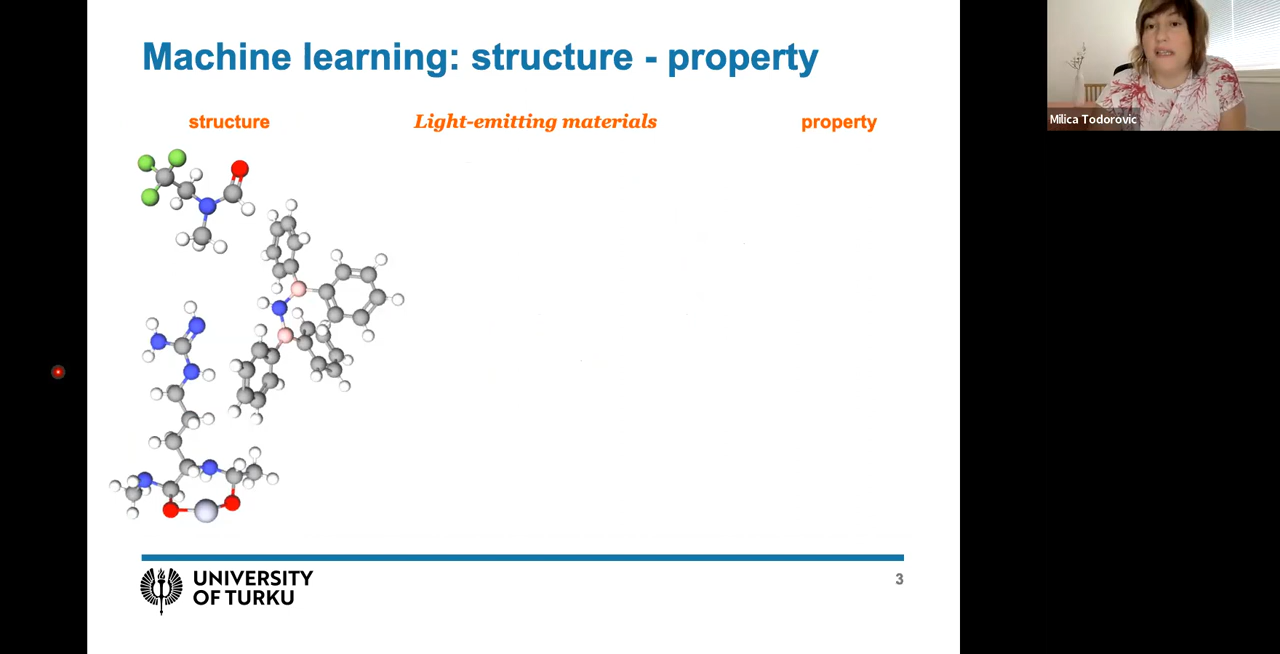 Machine learning: structure - property
structure
Light-emitting materials
property
Milica Todorovic
UNIVERSITY
OF TURKU
3